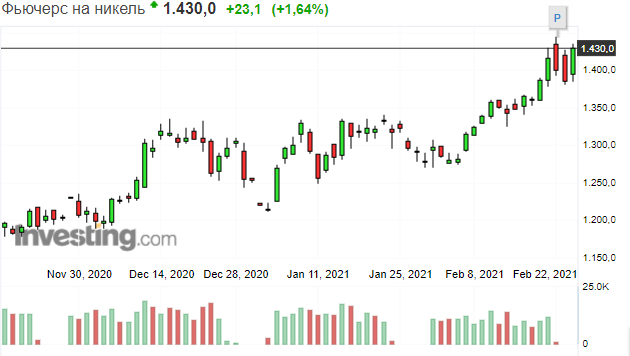 Фьючерс на никель 1.430,0 +23,1 (+1,64%)
P
1.430,0
1.400,0
1.350,0
1.300,0
1.250,0
1.200,0
1.150,0
Investing.com
Nov 30, 2020 Dec 14, 2020 Dec 28, 2020 Jan 11, 2021 Jan 25, 2021 Feb 8, 2021 Feb 22, 2021
25.0K
0